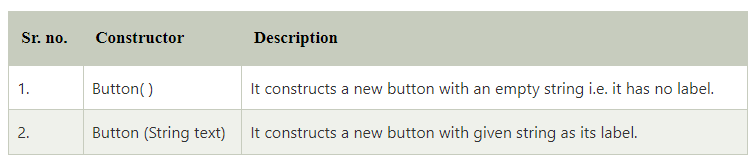 Sr. no. Constructor Description
1. Button( ) It constructs a new button with an empty string i.e. it has no label.
2. Button (String text) It constructs a new button with given string as its label.